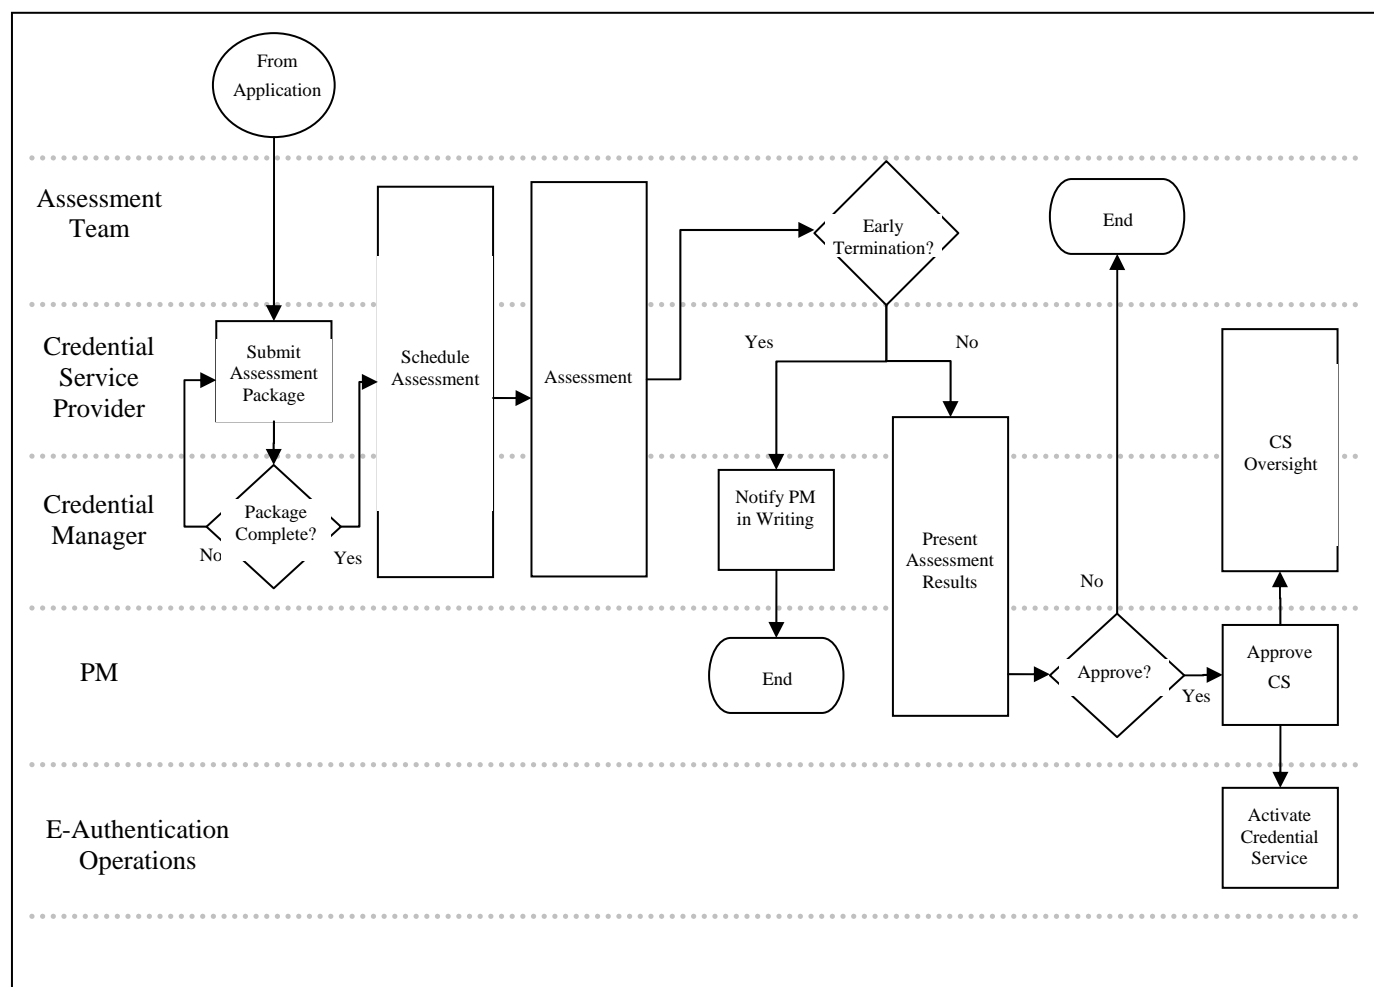 From
Application
Assessment
Team
Early
Termination?
End
Credential
Service
Provider
Submit
Assessment
Package
Schedule
Assessment
Assessment
Yes
No
CS
Oversight
Credential
Manager
Package
Complete?
No
Yes
Notify PM
in Writing
Present
Assessment
Results
No
PM
End
Approve?
Yes
Approve
CS
E-Authentication
Operations
Activate
Credential
Service